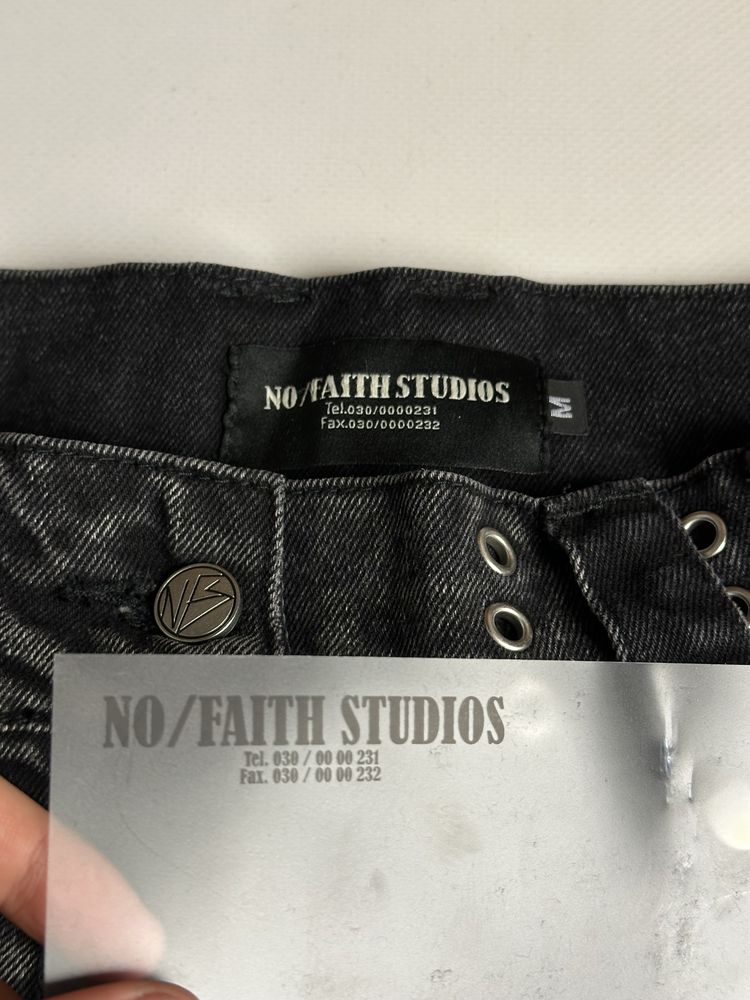 NO/FAITH STUDIOS
Tel.030/0000231
Fax.030/0000232
M
NO/FAITH STUDIOS
Tel. 030 / 00 00 231
Fax. 030 / 00 00 232